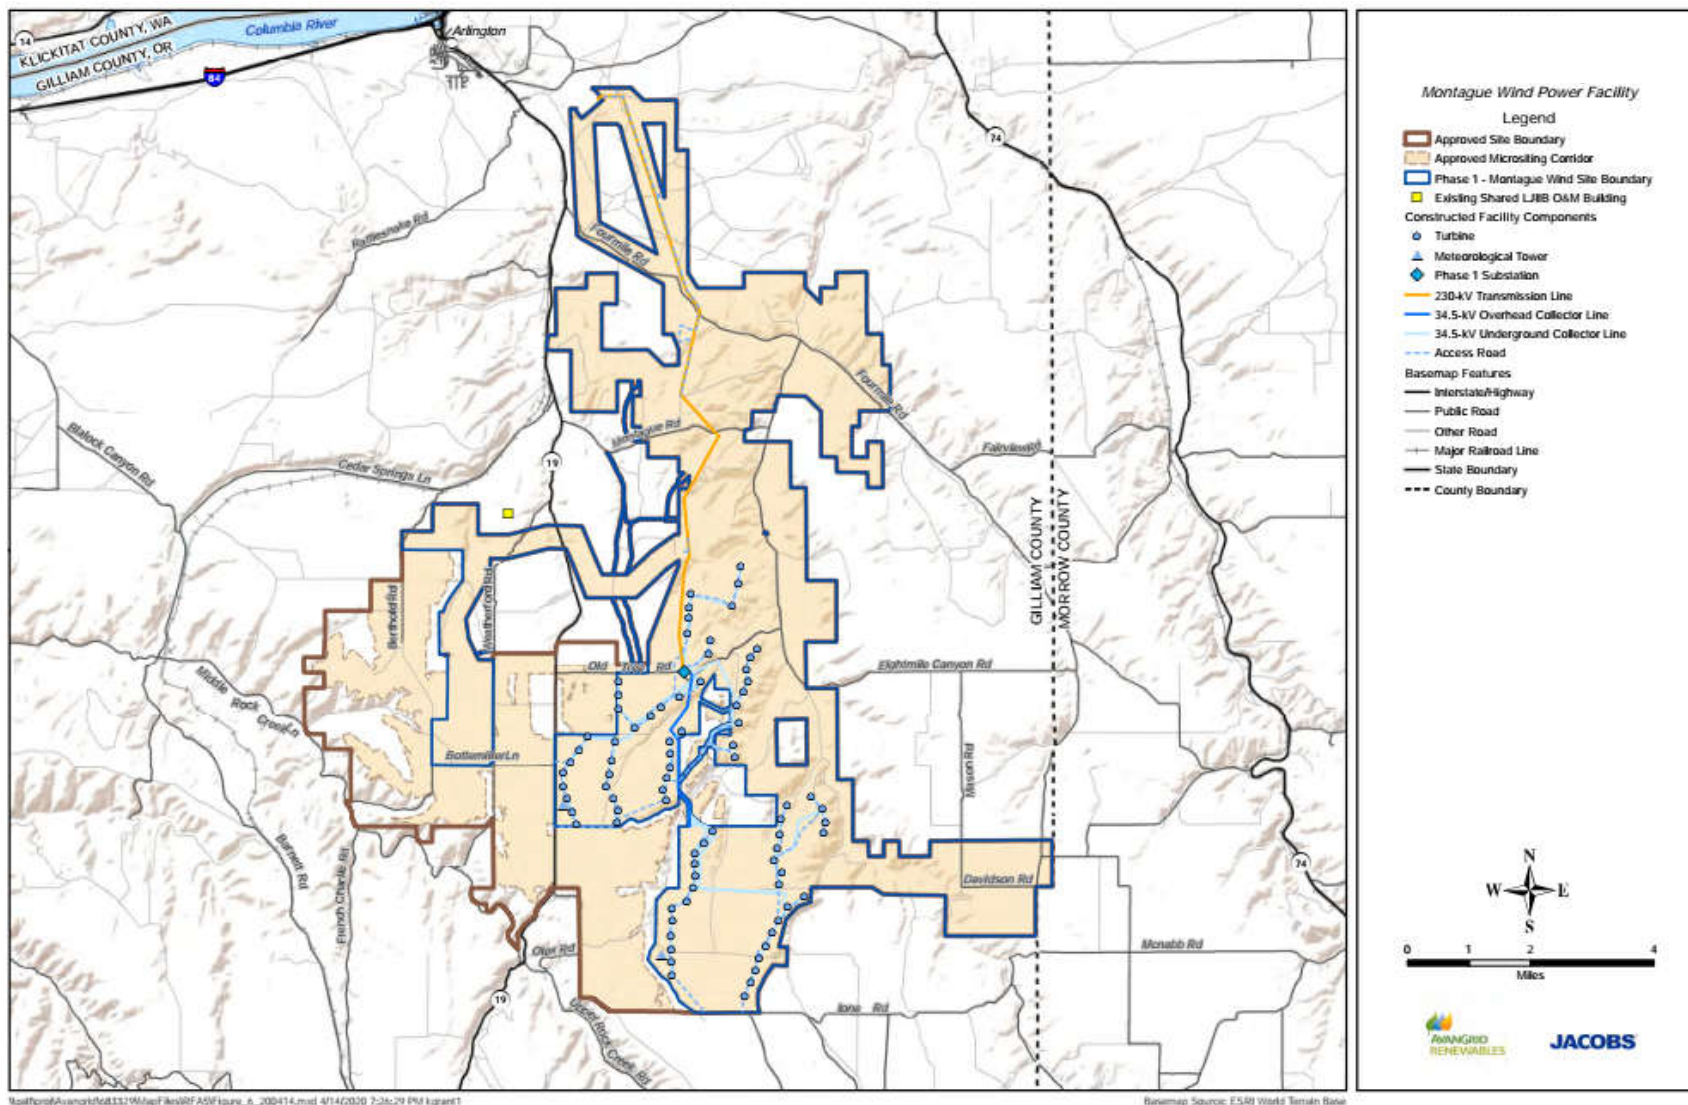 14
KLICKITAT COUNTY, WA
GILLIAM COUNTY, OR
Columbia River
84
Arlington
74
Rattlesnake Rd
Fourmile Rd
Fourmile Rd
Montague Rd
Fairview Rd
Blalock Canyon Rd
Cedar Springs Ln
19
GILLIAM COUNTY
MORROW COUNTY
Berthold Rd
Weatherford Rd
Old Tree Rd
Eightmile Canyon Rd
Middle Rock Creek Ln
Bottemiller Ln
Mason Rd
Burnett Rd
French Charlie Rd
74
Davidson Rd
Olex Rd
Mcnabb Rd
19
Upper Rock Creek Rd
Ione Rd
Montague Wind Power Facility
Legend
Approved Site Boundary
Approved Micrositing Corridor
Phase 1 - Montague Wind Site Boundary
Existing Shared LJIIB O&M Building
Constructed Facility Components
Turbine
Meteorological Tower
Phase 1 Substation
230-kV Transmission Line
34.5-kV Overhead Collector Line
34.5-kV Underground Collector Line
Access Road
Basemap Features
Interstate/Highway
Public Road
Other Road
Major Railroad Line
State Boundary
County Boundary
N
W E
S
0 1 2 4
Miles
AVANGRID
RENEWABLES
JACOBS
Basemap Source: ESRI World Terrain Base